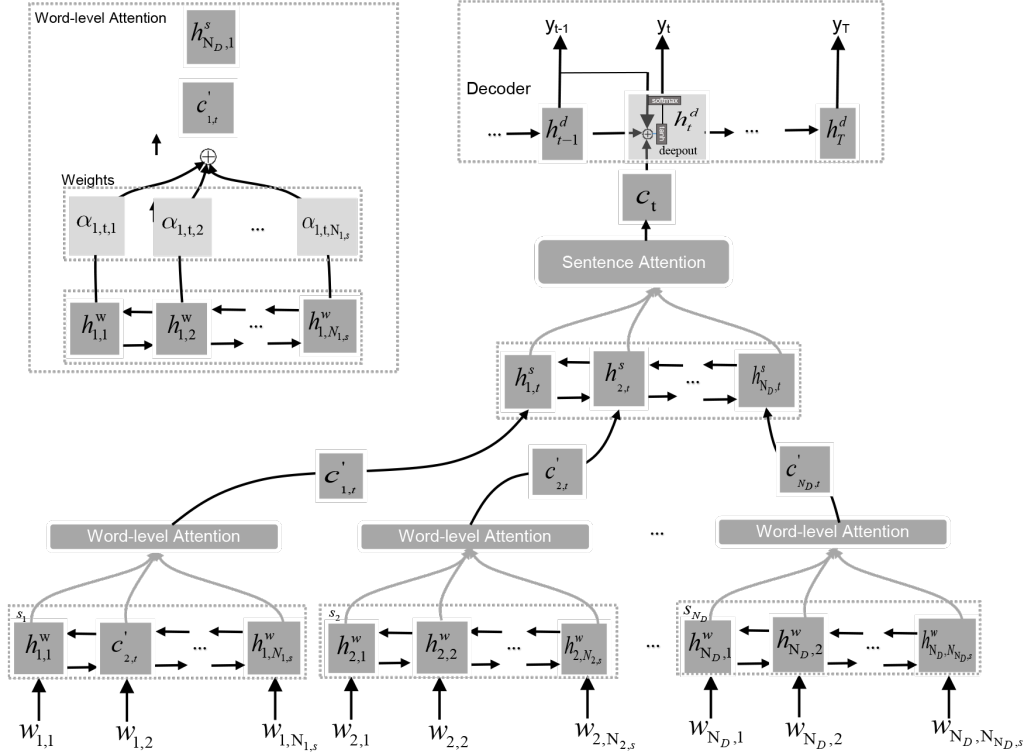 Word-level Attention
h^s_{N_D,1}
c'_{1,t}
⊕
Weights
α_{1,t,1} α_{1,t,2} ... α_{1,t,N_{1,s}}
h^w_{1,1} h^w_{1,2} ... h^w_{1,N_{1,s}}
y_{t-1} y_t y_T
Decoder
... h^d_{t-1} softmax ⊕ tanh h^d_t deepout ... h^d_T
c_t
Sentence Attention
h^s_{1,t} h^s_{2,t} ... h^s_{N_D,t}
c'_{1,t} c'_{2,t} c'_{N_D,t}
Word-level Attention Word-level Attention ... Word-level Attention
s_1 s_2 s_{N_D}
h^w_{1,1} c'_{2,t} ... h^w_{1,N_{1,s}} h^w_{2,1} h^w_{2,2} ... h^w_{2,N_{2,s}} ... h^w_{N_D,1} h^w_{N_D,2} ... h^w_{N_D,N_{N_D,s}}
w_{1,1} w_{1,2} w_{1,N_{1,s}} w_{2,1} w_{2,2} w_{2,N_{2,s}} w_{N_D,1} w_{N_D,2} w_{N_D,N_{N_D,s}}